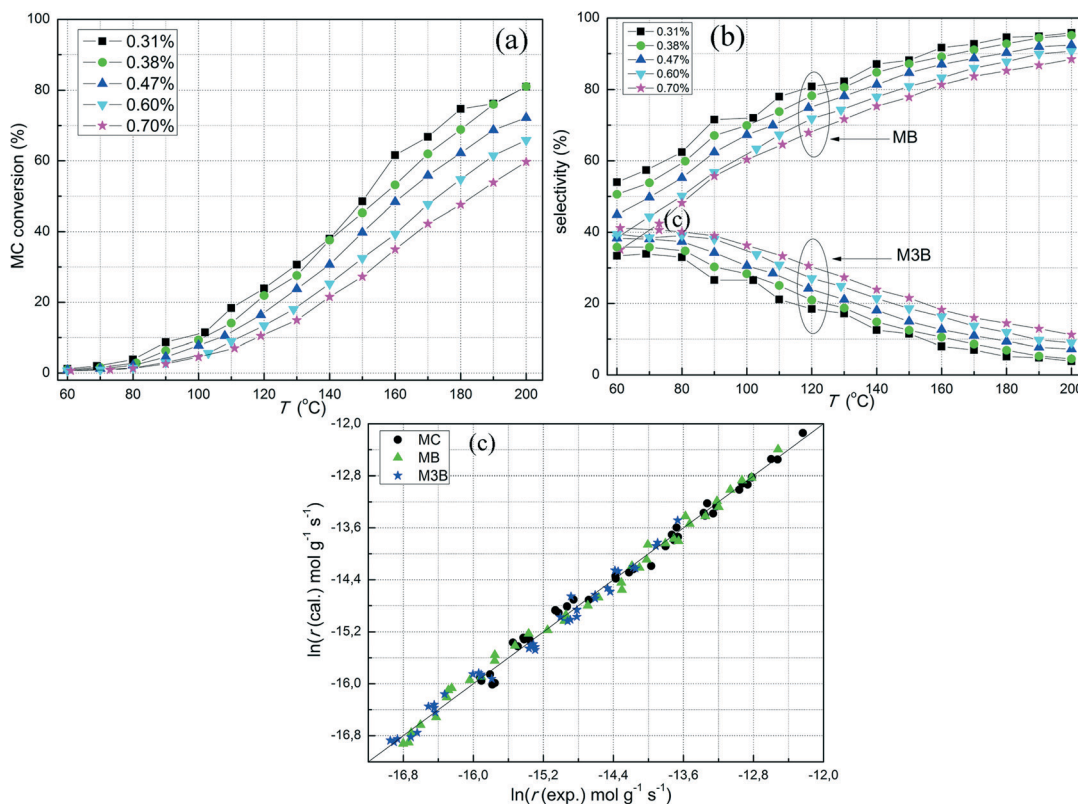 (a)
0.31%
0.38%
0.47%
0.60%
0.70%
MC conversion (%)
100
80
60
40
20
0
60 80 100 120 140 160 180 200
T (°C)
(b)
0.31%
0.38%
0.47%
0.60%
0.70%
selectivity (%)
100
80
60
40
20
0
MB
(c)
M3B
60 80 100 120 140 160 180 200
T (°C)
(c)
MC
MB
M3B
ln(r (cal.) mol g⁻¹ s⁻¹)
-12,0
-12,8
-13,6
-14,4
-15,2
-16,0
-16,8
-16,8 -16,0 -15,2 -14,4 -13,6 -12,8 -12,0
ln(r (exp.) mol g⁻¹ s⁻¹)